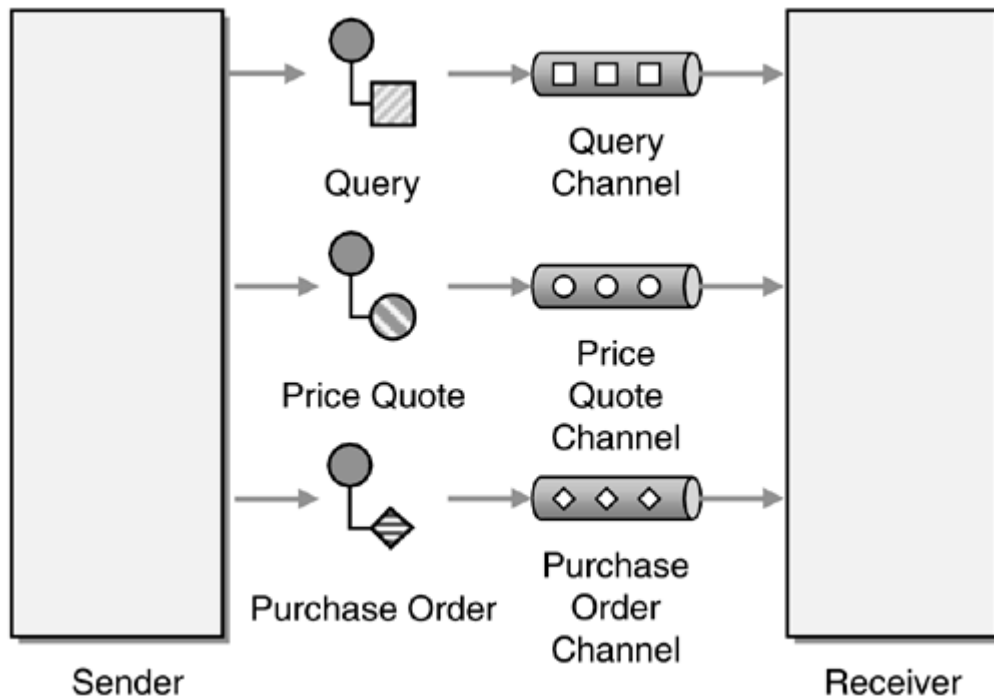 Query
Query
Channel
Price Quote
Price
Quote
Channel
Purchase Order
Purchase
Order
Channel
Sender
Receiver